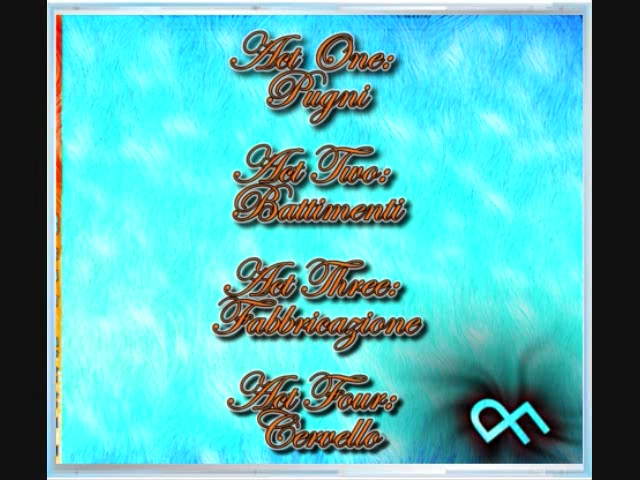 Act One:
Pugni
Act Two:
Battimenti
Act Three:
Fabbricazione
Act Four:
Cervello